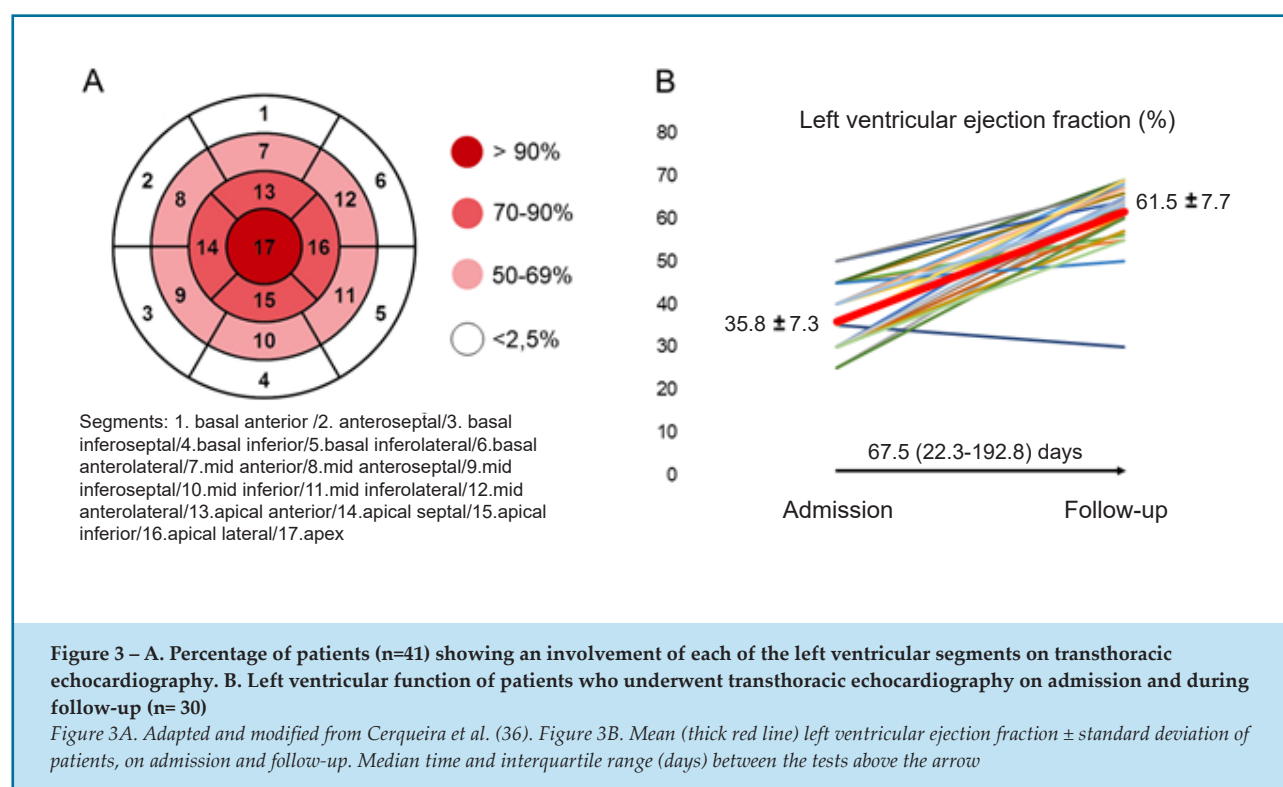 A
1
2
3
4
5
6
7
8
9
10
11
12
13
14
15
16
17
> 90%
70-90%
50-69%
<2,5%
Segments: 1. basal anterior /2. anteroseptal/3. basal
inferoseptal/4.basal inferior/5.basal inferolateral/6.basal
anterolateral/7.mid anterior/8.mid anteroseptal/9.mid
inferoseptal/10.mid inferior/11.mid inferolateral/12.mid
anterolateral/13.apical anterior/14.apical septal/15.apical
inferior/16.apical lateral/17.apex
B
Left ventricular ejection fraction (%)
80
70
60
50
40
30
20
10
0
35.8 ±7.3
61.5 ±7.7
67.5 (22.3-192.8) days
Admission
Follow-up
Figure 3 – A. Percentage of patients (n=41) showing an involvement of each of the left ventricular segments on transthoracic
echocardiography. B. Left ventricular function of patients who underwent transthoracic echocardiography on admission and during
follow-up (n= 30)
Figure 3A. Adapted and modified from Cerqueira et al. (36). Figure 3B. Mean (thick red line) left ventricular ejection fraction ± standard deviation of
patients, on admission and follow-up. Median time and interquartile range (days) between the tests above the arrow